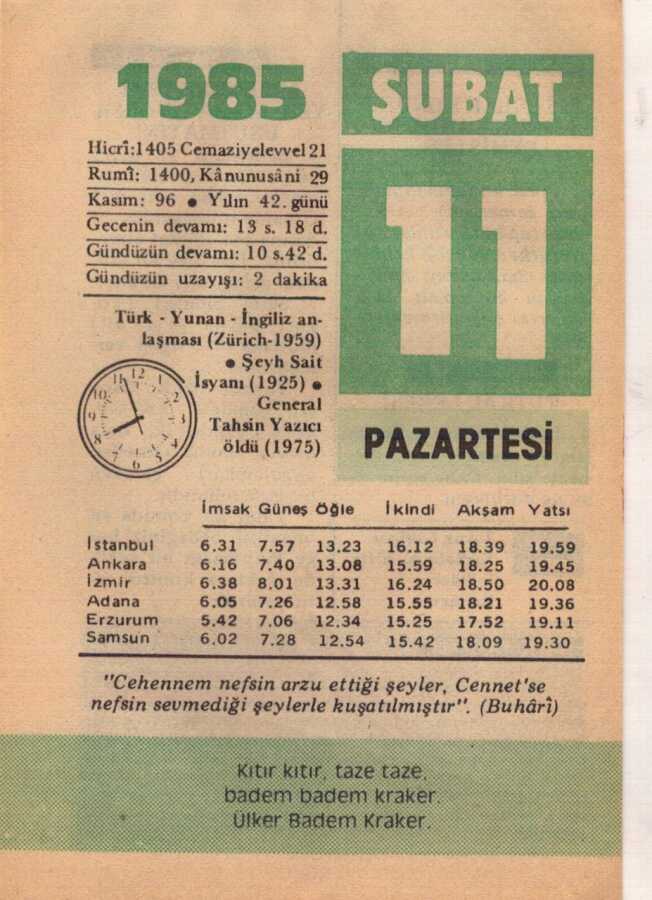 1985
ŞUBAT
Hicrî:1405 Cemaziyelevvel 21
Rumî: 1400, Kânunusâni 29
Kasım: 96 ● Yılın 42. günü
Gecenin devamı: 13 s. 18 d.
Gündüzün devamı: 10 s.42 d.
Gündüzün uzayışı: 2 dakika
11
Türk - Yunan - İngiliz an-
laşması (Zürich-1959)
● Şeyh Sait
İsyanı (1925) ●
General
Tahsin Yazıcı
öldü (1975)
PAZARTESİ
İmsak Güneş Öğle İkindi Akşam Yatsı
İstanbul 6.31 7.57 13.23 16.12 18.39 19.59
Ankara 6.16 7.40 13.08 15.59 18.25 19.45
İzmir 6.38 8.01 13.31 16.24 18.50 20.08
Adana 6.05 7.26 12.58 15.55 18.21 19.36
Erzurum 5.42 7.06 12.34 15.25 17.52 19.11
Samsun 6.02 7.28 12.54 15.42 18.09 19.30
"Cehennem nefsin arzu ettiği şeyler, Cennet'se
nefsin sevmediği şeylerle kuşatılmıştır". (Buhârî)
Kıtır kıtır, taze taze,
badem badem kraker.
Ülker Badem Kraker.